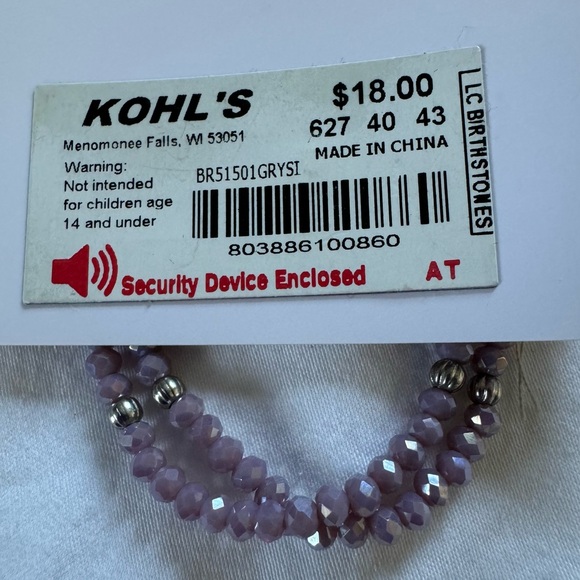 KOHL'S
Menomonee Falls, WI 53051
Warning:
Not intended
for children age
14 and under
$18.00
627 40 43
MADE IN CHINA
BR51501GRYSI
803886100860
LC BIRTHSTONES
Security Device Enclosed
AT